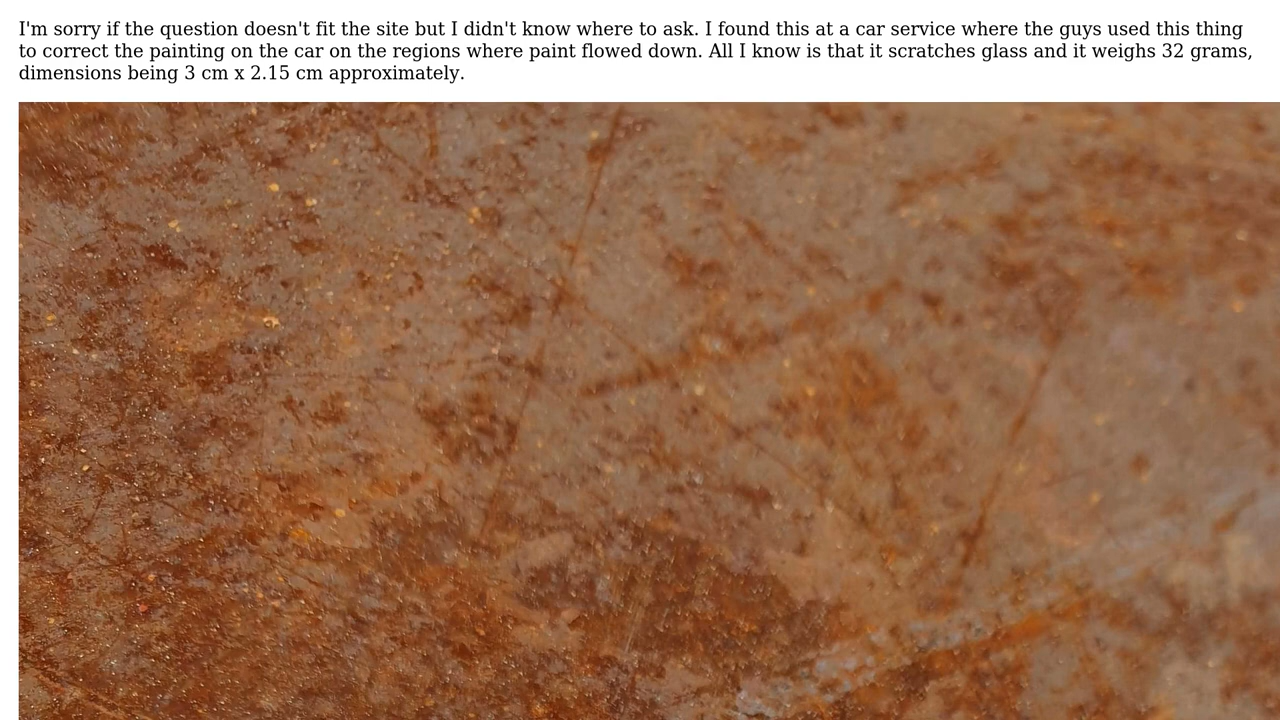 I'm sorry if the question doesn't fit the site but I didn't know where to ask. I found this at a car service where the guys used this thing
to correct the painting on the car on the regions where paint flowed down. All I know is that it scratches glass and it weighs 32 grams,
dimensions being 3 cm x 2.15 cm approximately.